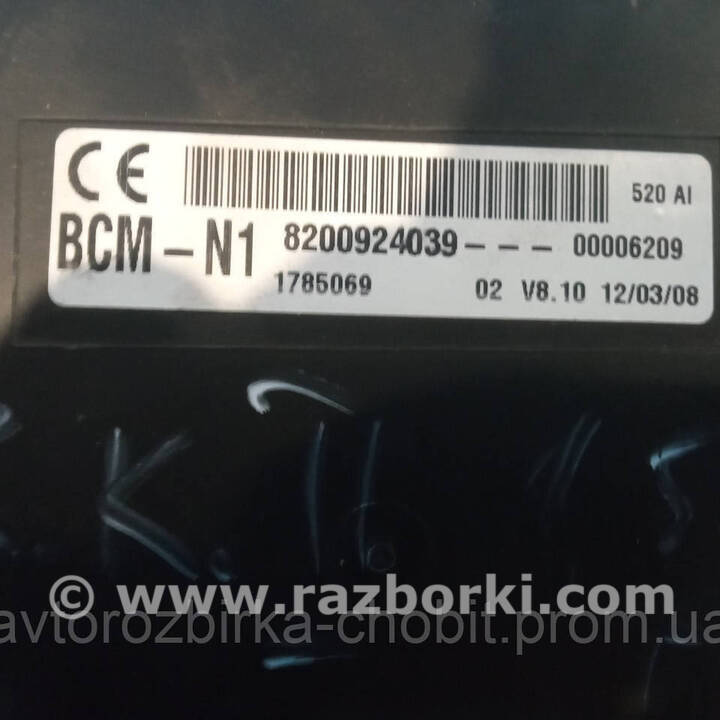 CE
520 AI
BCM-N1 8200924039--- 00006209
1785069 02 V8.10 12/03/08
K. 11
© www.razborki.com
avtorozbirka-chobit.prom.ua